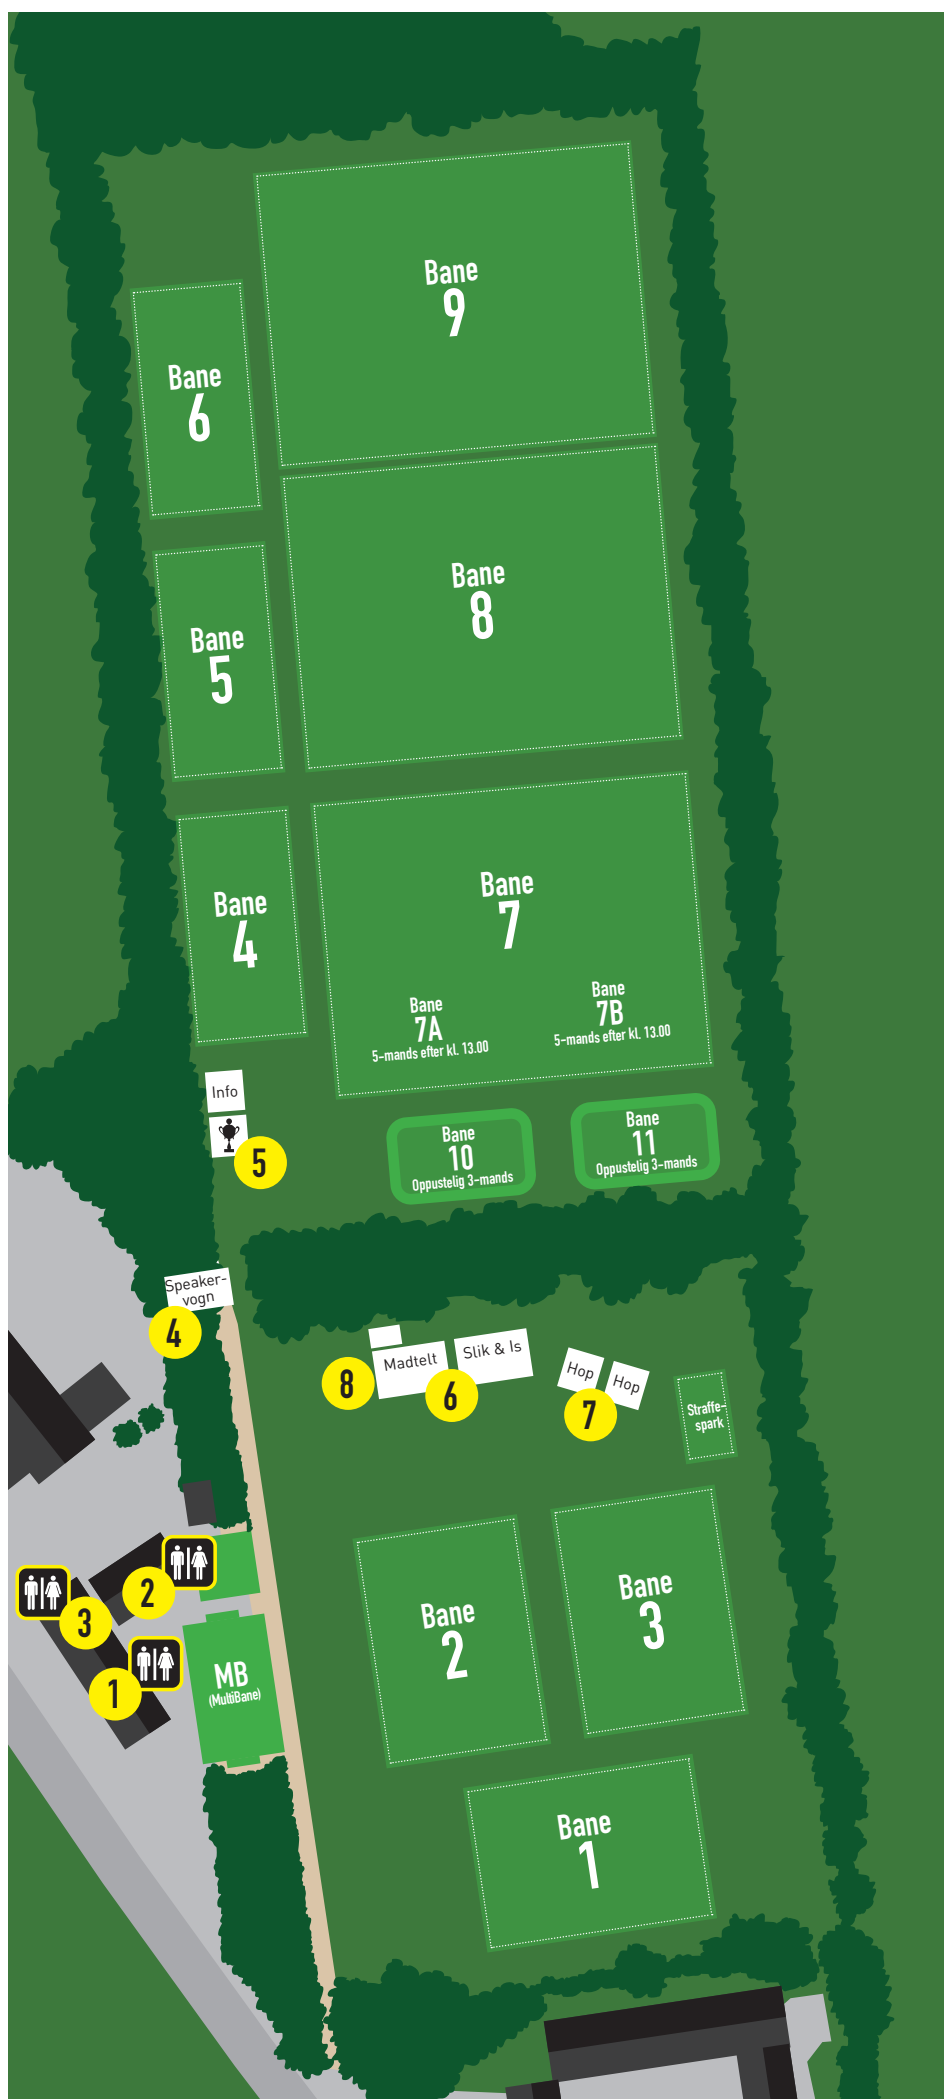 Bane
9
Bane
6
Bane
8
Bane
5
Bane
7
Bane
4
Bane
7A
5-mands efter kl. 13.00
Bane
7B
5-mands efter kl. 13.00
Info
5
Bane
10
Oppustelig 3-mands
Bane
11
Oppustelig 3-mands
Speaker-
vogn
4
8
Madtelt
6
Slik & Is
Hop
Hop
7
Straffe-
spark
2
3
1
MB
(MultiBane)
Bane
2
Bane
3
Bane
1